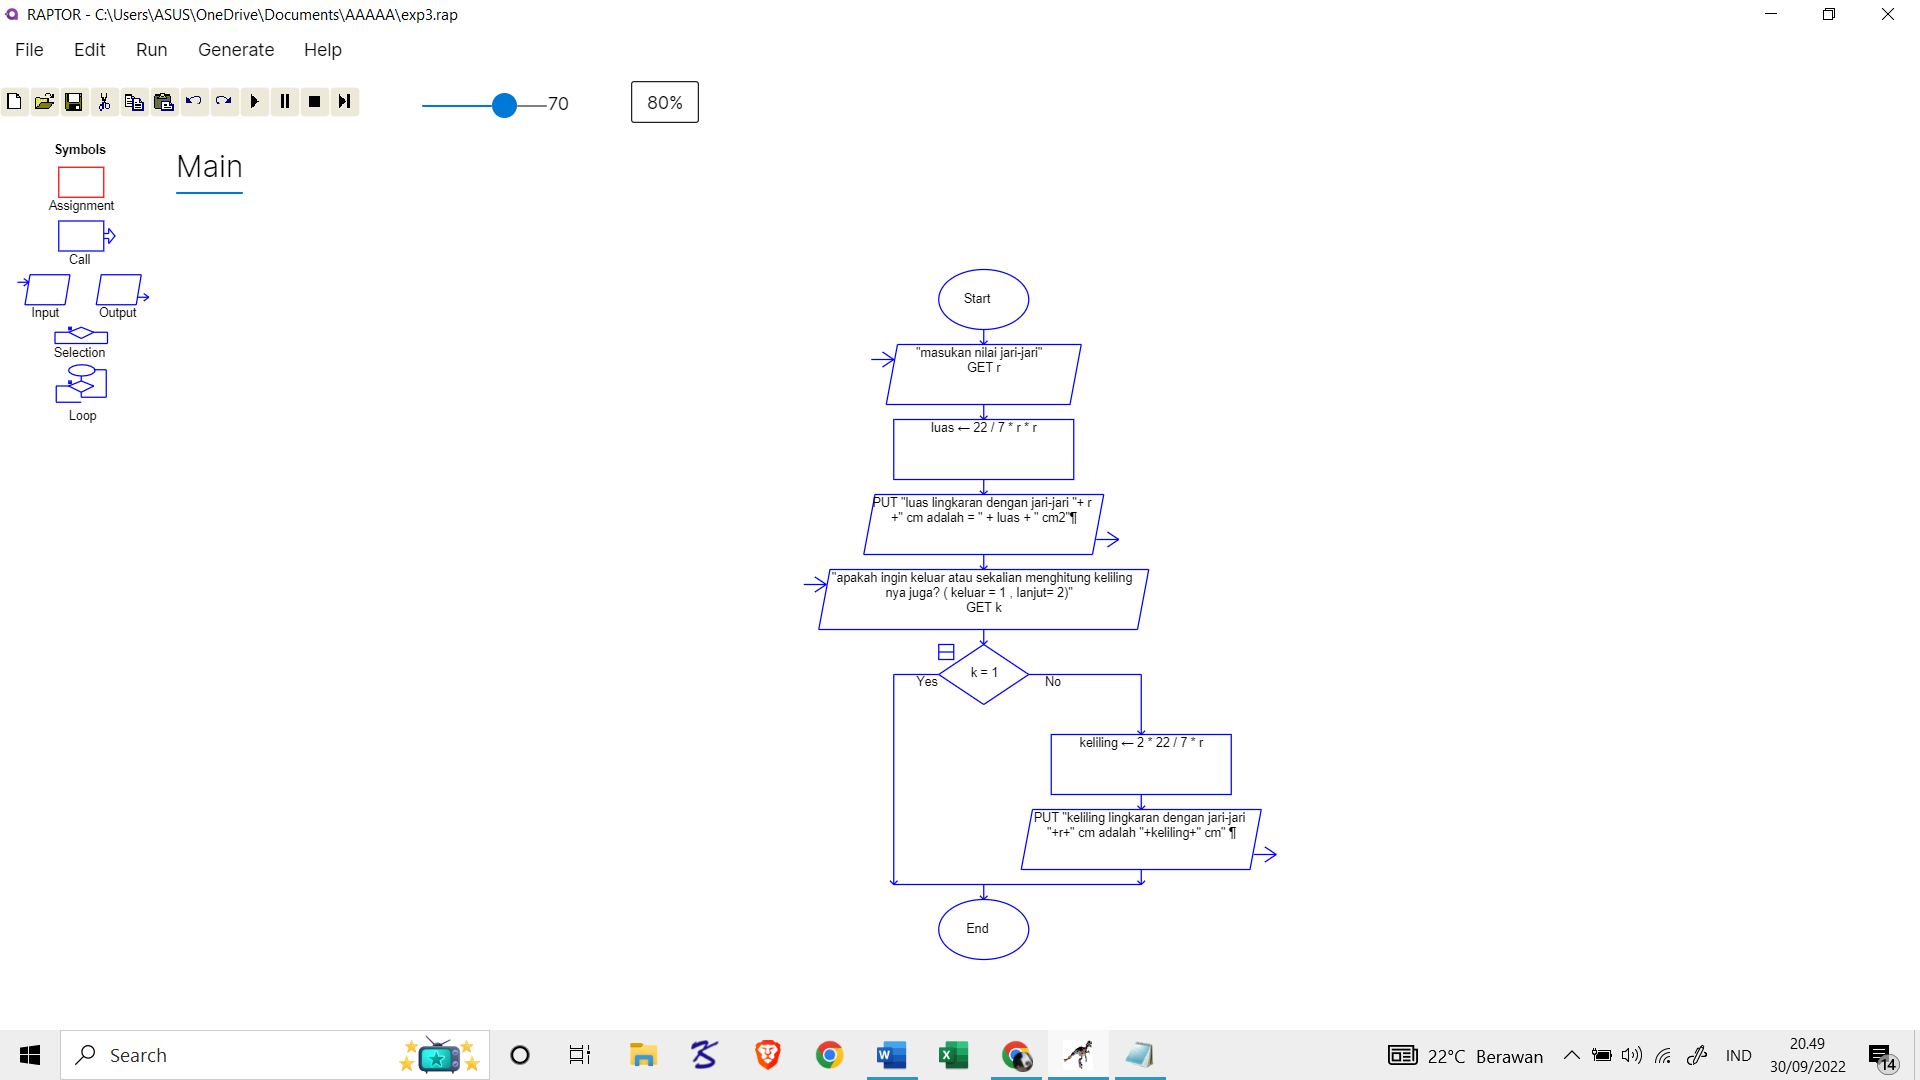 RAPTOR - C:\Users\ASUS\OneDrive\Documents\AAAAA\exp3.rap
File Edit Run Generate Help
70
80%
Symbols
Assignment
Call
Input Output
Selection
Loop
Main
Start
"masukan nilai jari-jari"
GET r
luas ← 22 / 7 * r * r
PUT "luas lingkaran dengan jari-jari "+ r
+" cm adalah = " + luas + " cm2"¶
"apakah ingin keluar atau sekalian menghitung keliling
nya juga? ( keluar = 1 , lanjut= 2)"
GET k
k = 1
Yes No
keliling ← 2 * 22 / 7 * r
PUT "keliling lingkaran dengan jari-jari
"+r+" cm adalah "+keliling+" cm" ¶
End
Search
22°C Berawan
IND
20.49
30/09/2022
14